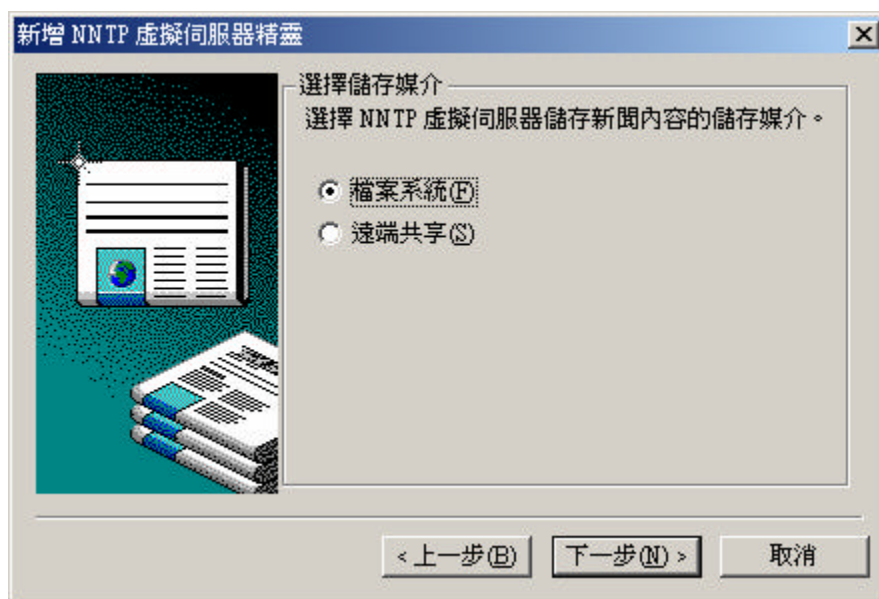 新增 NNTP 虛擬伺服器精靈
選擇儲存媒介
選擇 NNTP 虛擬伺服器儲存新聞內容的儲存媒介。
檔案系統(F)
遠端共享(S)
<上一步(B)
下一步(N)>
取消